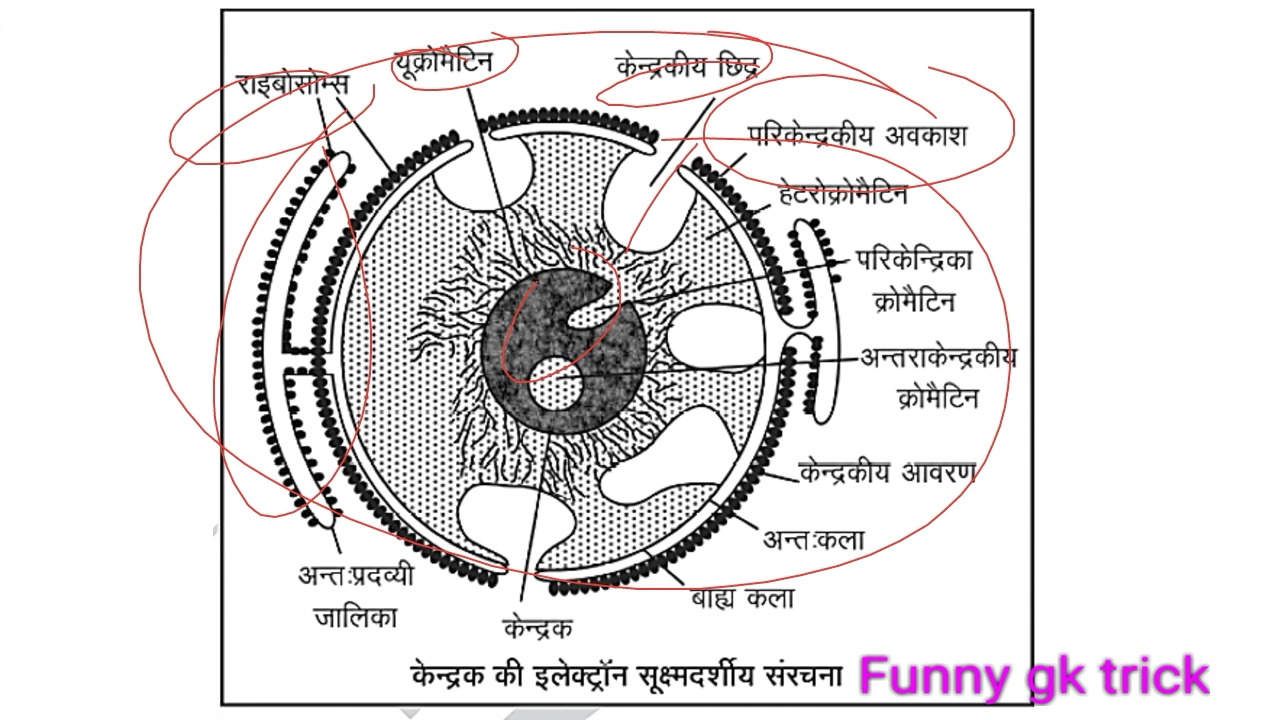 राइबोसोम्स
यूक्रोमैटिन
केन्द्रकीय छिद्र
परिकेन्द्रकीय अवकाश
हेटरोक्रोमैटिन
परिकेन्द्रिका
क्रोमैटिन
अन्तराकेन्द्रकीय
क्रोमैटिन
केन्द्रकीय आवरण
अन्तःकला
बाह्य कला
अन्तःप्रदव्यी
जालिका
केन्द्रक
केन्द्रक की इलेक्ट्रॉन सूक्ष्मदर्शीय संरचना
Funny gk trick